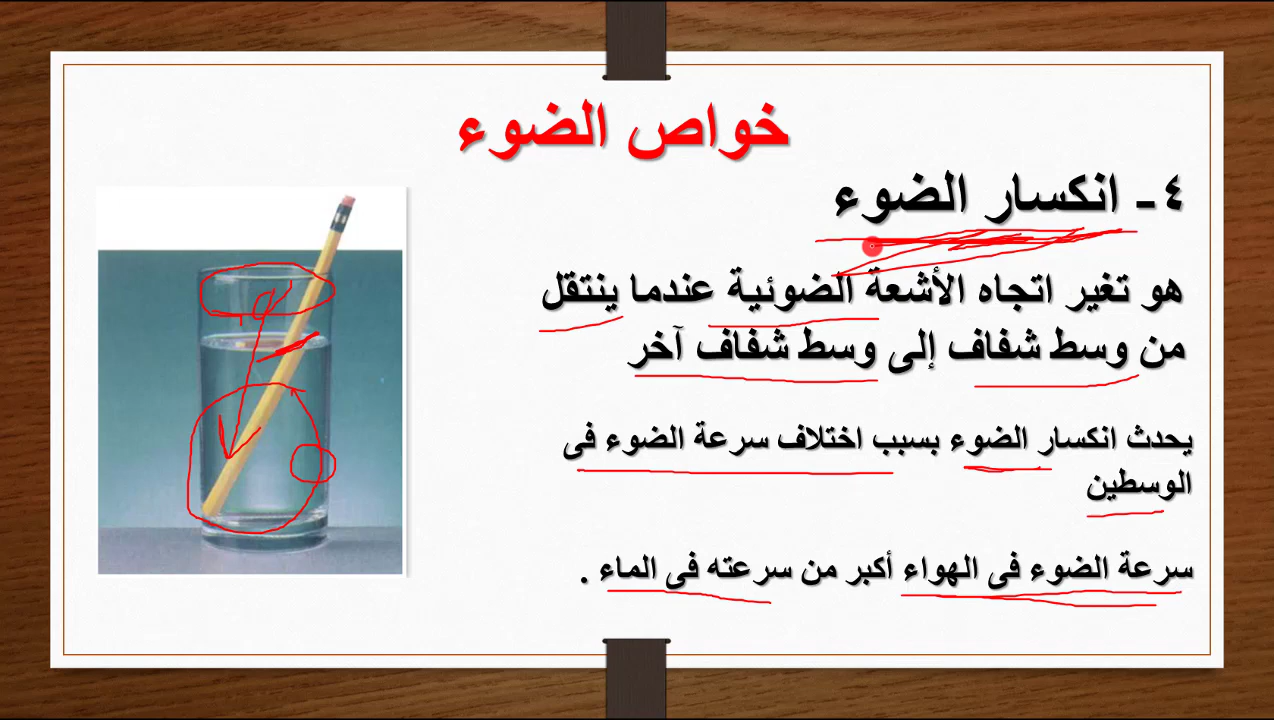 خواص الضوء
٤- انكسار الضوء
هو تغير اتجاه الأشعة الضوئية عندما ينتقل
من وسط شفاف إلى وسط شفاف آخر
يحدث انكسار الضوء بسبب اختلاف سرعة الضوء فى
الوسطين
سرعة الضوء فى الهواء أكبر من سرعته فى الماء .